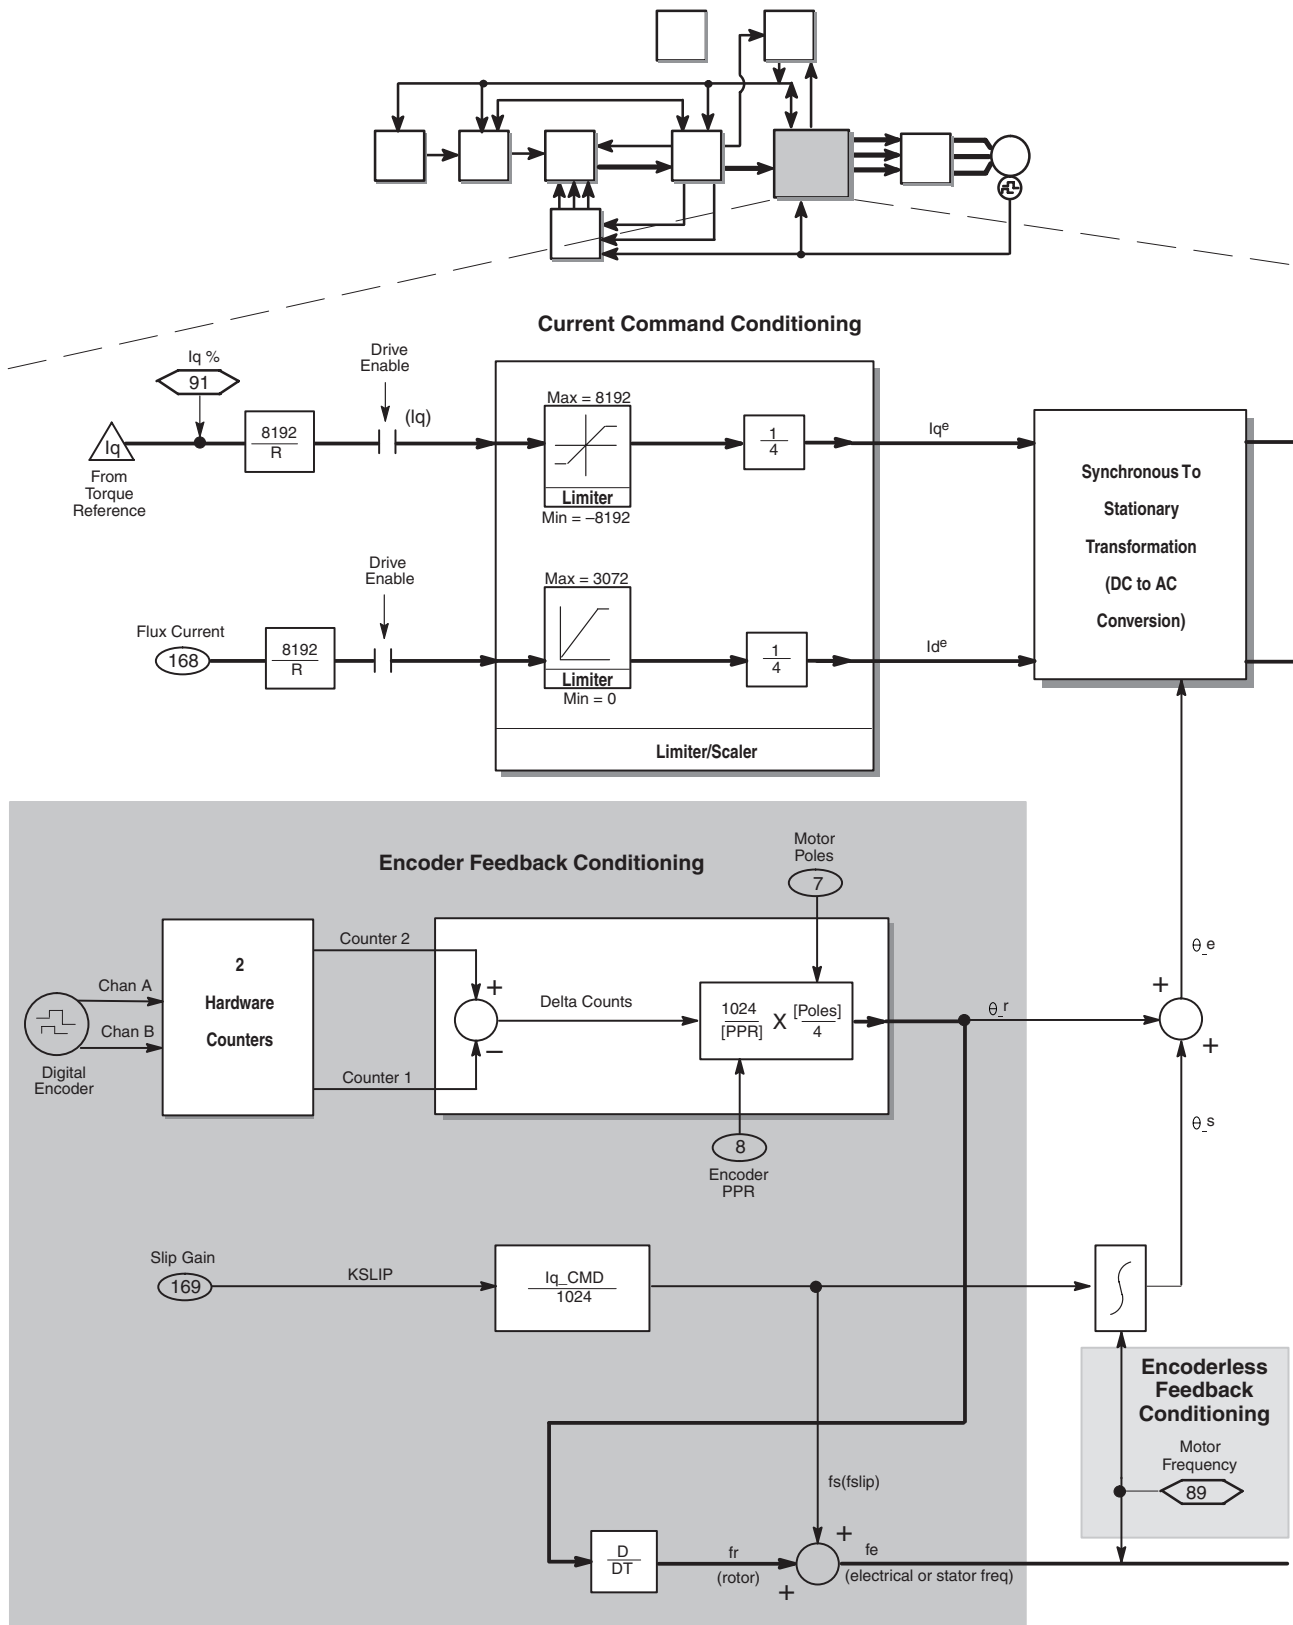 Current Command Conditioning
Iq %
91
Drive
Enable
(Iq)
Iq
From
Torque
Reference
8192
R
Max = 8192
Limiter
Min = –8192
1
4
Iqe
Synchronous To
Stationary
Transformation
(DC to AC
Conversion)
Drive
Enable
Flux Current
168
8192
R
Max = 3072
Limiter
Min = 0
1
4
Ide
Limiter/Scaler
Encoder Feedback Conditioning
Motor
Poles
7
Counter 2
2
Hardware
Counters
Chan A
Chan B
Digital
Encoder
Counter 1
+
–
Delta Counts
1024
[PPR]
X
[Poles]
4
8
Encoder
PPR
θ_r
θ_e
+
+
θ_s
Slip Gain
169
KSLIP
Iq_CMD
1024
∫
Encoderless
Feedback
Conditioning
Motor
Frequency
89
fs(fslip)
D
DT
fr
(rotor)
+
+
fe
(electrical or stator freq)